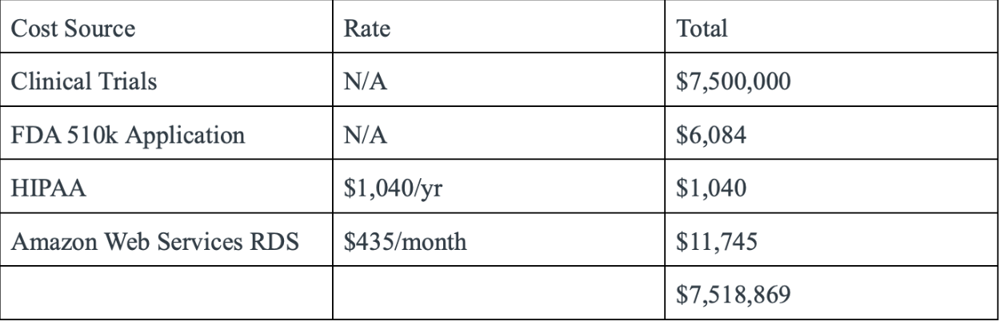 Cost Source Rate Total
Clinical Trials N/A $7,500,000
FDA 510k Application N/A $6,084
HIPAA $1,040/yr $1,040
Amazon Web Services RDS $435/month $11,745
$7,518,869